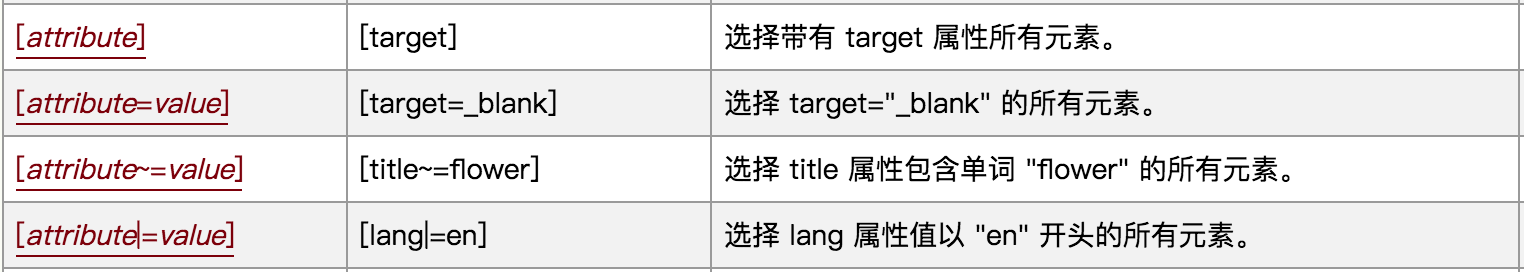 [attribute] [target] 选择带有 target 属性所有元素。
[attribute=value] [target=_blank] 选择 target="_blank" 的所有元素。
[attribute~=value] [title~=flower] 选择 title 属性包含单词 "flower" 的所有元素。
[attribute|=value] [lang|=en] 选择 lang 属性值以 "en" 开头的所有元素。